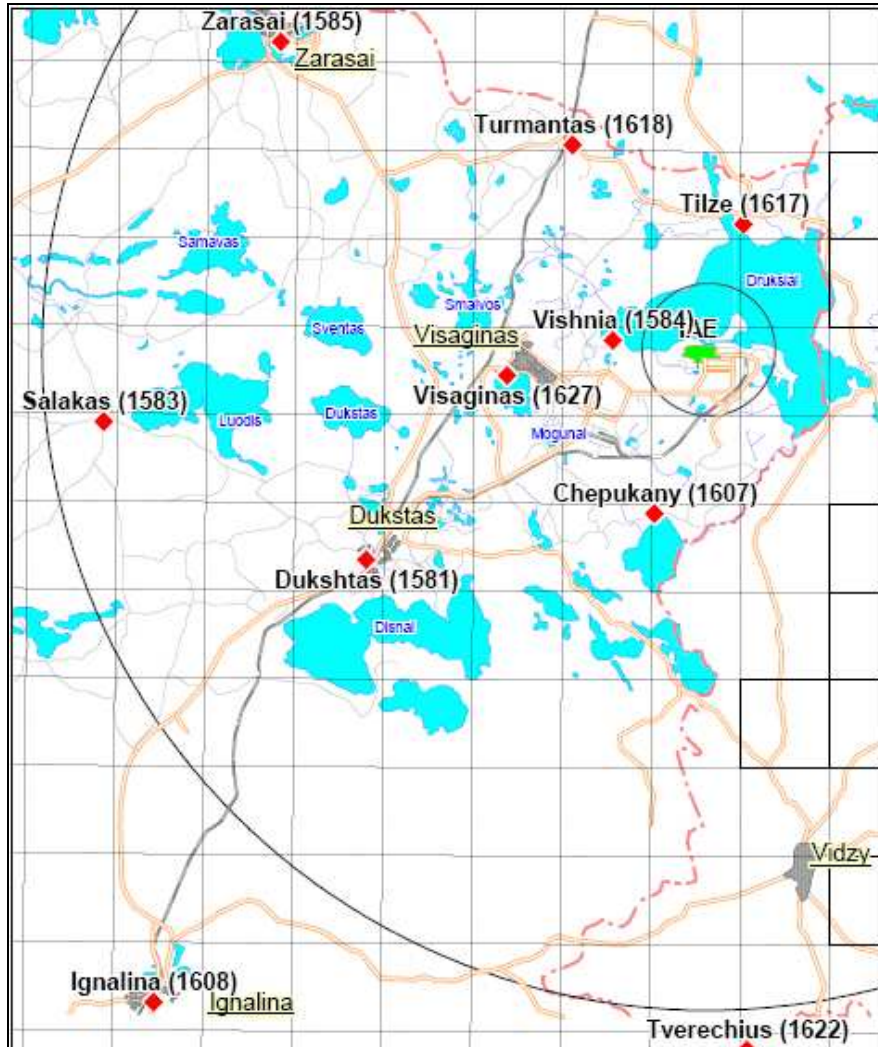 Zarasai (1585)
Zarasai
Turmantas (1618)
Tilze (1617)
Samavas
Druksiai
Smalvos
Sventas
Vishnia (1584)
IAE
Visaginas
Visaginas (1627)
Salakas (1583)
Luodis
Dukstas
Mogunai
Chepukany (1607)
Dukstas
Dukshtas (1581)
Disnai
Vidzy
Ignalina (1608)
Ignalina
Tverechius (1622)